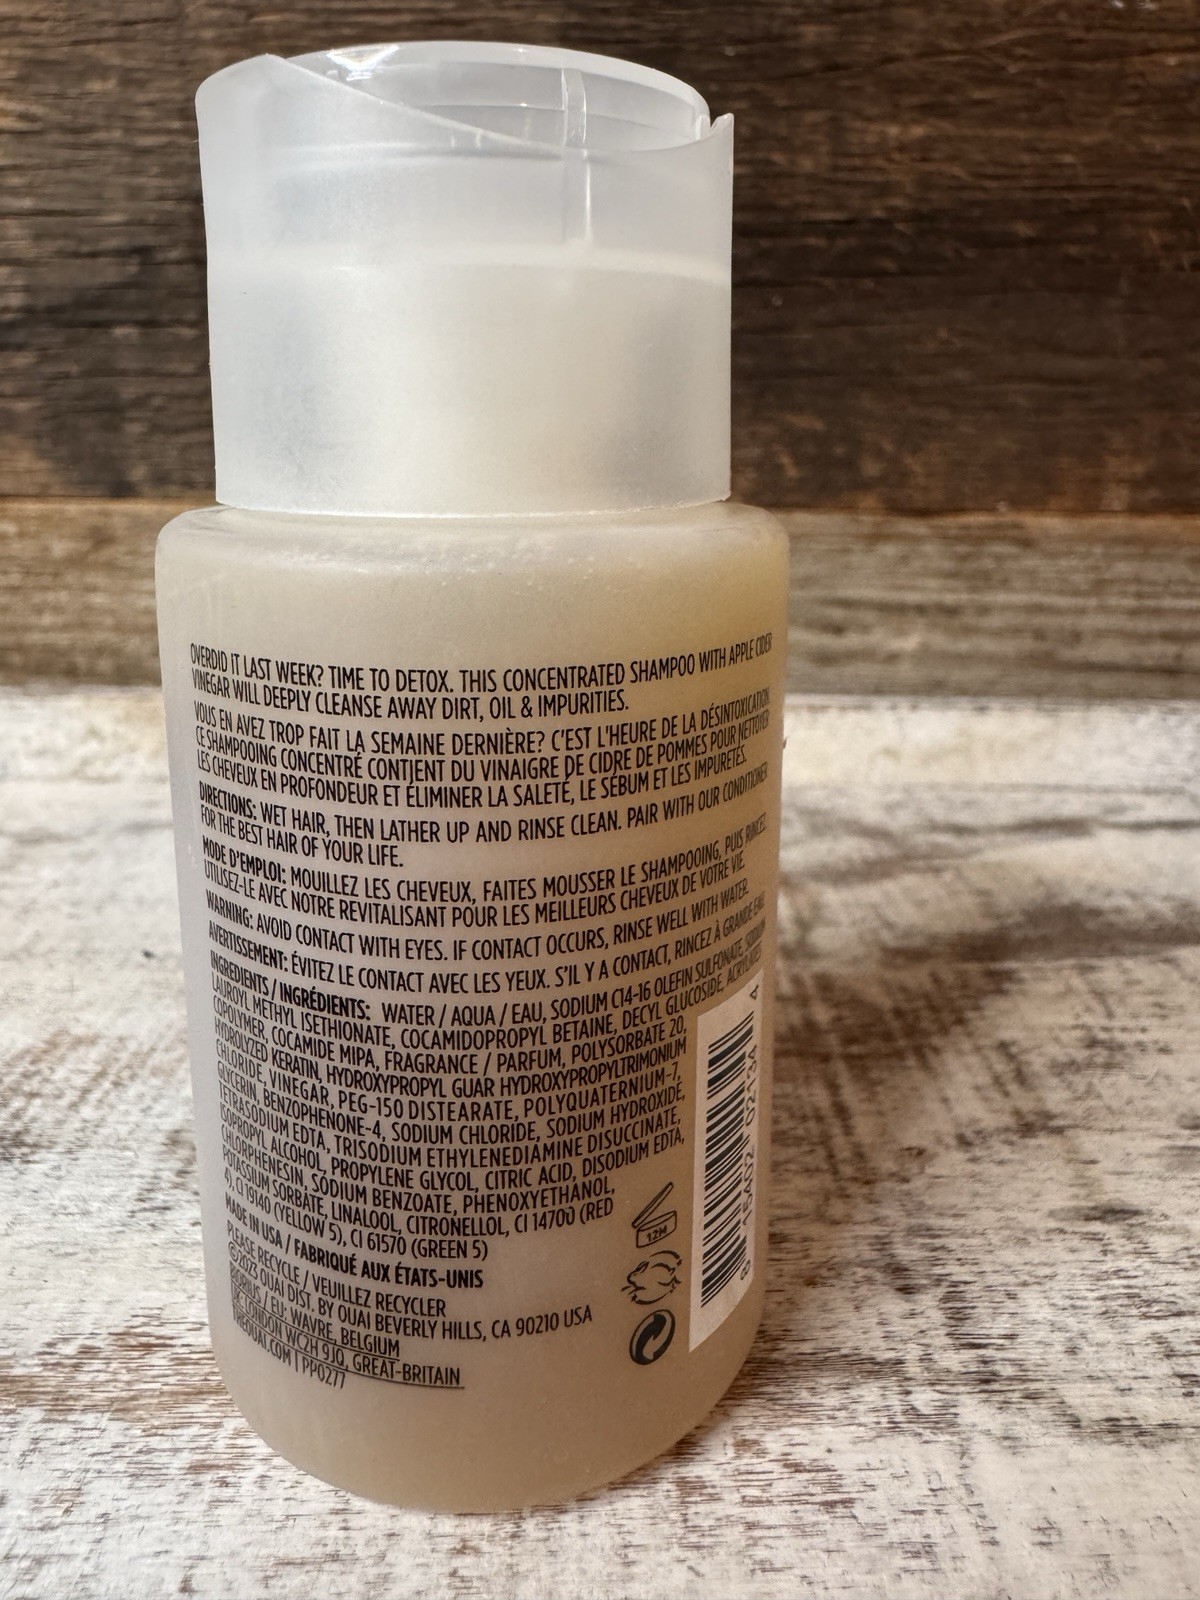 OVERDID IT LAST WEEK? TIME TO DETOX. THIS CONCENTRATED SHAMPOO WITH APPLE CIDER
VINEGAR WILL DEEPLY CLEANSE AWAY DIRT, OIL & IMPURITIES.
VOUS EN AVEZ TROP FAIT LA SEMAINE DERNIÈRE? C'EST L'HEURE DE LA DÉSINTOXICATION
CE SHAMPOOING CONCENTRÉ CONTIENT DU VINAIGRE DE CIDRE DE POMMES POUR NETTOYER
LES CHEVEUX EN PROFONDEUR ET ÉLIMINER LA SALETÉ, LE SÉBUM ET LES IMPURETÉS.
DIRECTIONS: WET HAIR, THEN LATHER UP AND RINSE CLEAN. PAIR WITH OUR CONDITIONER
FOR THE BEST HAIR OF YOUR LIFE.
MODE D'EMPLOI: MOUILLEZ LES CHEVEUX, FAITES MOUSSER LE SHAMPOOING, PUIS RINCEZ.
UTILISEZ-LE AVEC NOTRE REVITALISANT POUR LES MEILLEURS CHEVEUX DE VOTRE VIE.
WARNING: AVOID CONTACT WITH EYES. IF CONTACT OCCURS, RINSE WELL WITH WATER.
AVERTISSEMENT: ÉVITEZ LE CONTACT AVEC LES YEUX. S'IL Y A CONTACT, RINCEZ À GRANDE EAU.
INGREDIENTS / INGRÉDIENTS: WATER / AQUA / EAU, SODIUM C14-16 OLEFIN SULFONATE, SODIUM
LAUROYL METHYL ISETHIONATE, COCAMIDOPROPYL BETAINE, DECYL GLUCOSIDE, ACRYLATES
COPOLYMER, COCAMIDE MIPA, FRAGRANCE / PARFUM, POLYSORBATE 20,
HYDROLYZED KERATIN, HYDROXYPROPYL GUAR HYDROXYPROPYLTRIMONIUM
CHLORIDE, VINEGAR, PEG-150 DISTEARATE, POLYQUATERNIUM-7,
GLYCERIN, BENZOPHENONE-4, SODIUM CHLORIDE, SODIUM HYDROXIDE,
TETRASODIUM EDTA, TRISODIUM ETHYLENEDIAMINE DISUCCINATE,
ISOPROPYL ALCOHOL, PROPYLENE GLYCOL, CITRIC ACID, DISODIUM EDTA,
CHLORPHENESIN, SODIUM BENZOATE, PHENOXYETHANOL,
POTASSIUM SORBATE, LINALOOL, CITRONELLOL, CI 14700 (RED
4), CI 19140 (YELLOW 5), CI 61570 (GREEN 5)
MADE IN USA / FABRIQUÉ AUX ÉTATS-UNIS
PLEASE RECYCLE / VEUILLEZ RECYCLER
©2023 OUAI DIST. BY OUAI BEVERLY HILLS, CA 90210 USA
BIORIUS / EU: WAVRE, BELGIUM
UK: LONDON WC2H 9JQ, GREAT-BRITAIN
THEOUAI.COM | PP0277
12M
8 15402 02134 4